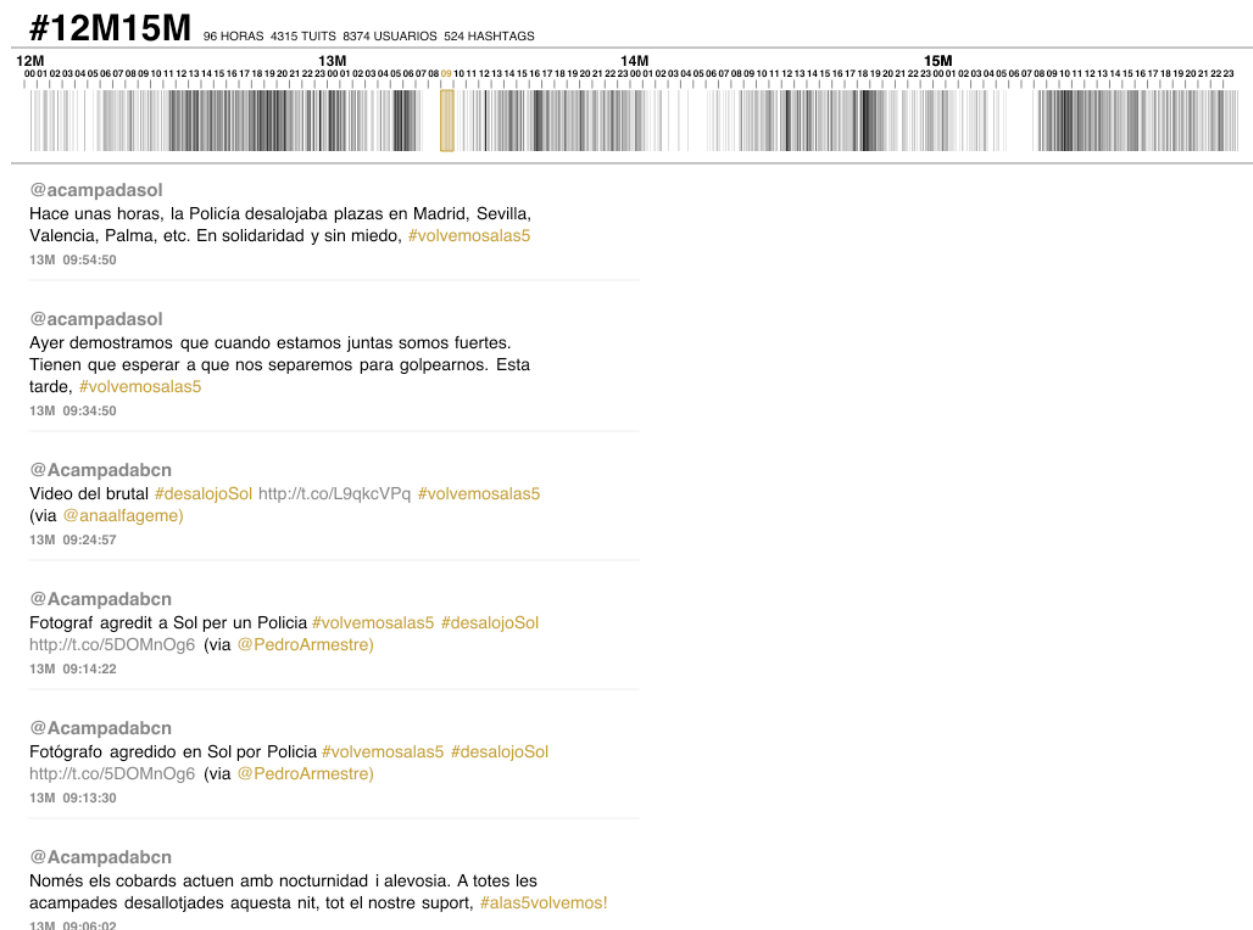 #12M15M 96 HORAS 4315 TUITS 8374 USUARIOS 524 HASHTAGS
12M 13M 14M 15M
00 01 02 03 04 05 06 07 08 09 10 11 12 13 14 15 16 17 18 19 20 21 22 23 00 01 02 03 04 05 06 07 08 09 10 11 12 13 14 15 16 17 18 19 20 21 22 23 00 01 02 03 04 05 06 07 08 09 10 11 12 13 14 15 16 17 18 19 20 21 22 23 00 01 02 03 04 05 06 07 08 09 10 11 12 13 14 15 16 17 18 19 20 21 22 23
@acampadasol
Hace unas horas, la Policía desalojaba plazas en Madrid, Sevilla,
Valencia, Palma, etc. En solidaridad y sin miedo, #volvemosalas5
13M 09:54:50
@acampadasol
Ayer demostramos que cuando estamos juntas somos fuertes.
Tienen que esperar a que nos separemos para golpearnos. Esta
tarde, #volvemosalas5
13M 09:34:50
@Acampadabcn
Video del brutal #desalojoSol http://t.co/L9qkcVPq #volvemosalas5
(via @anaalfageme)
13M 09:24:57
@Acampadabcn
Fotograf agredit a Sol per un Policia #volvemosalas5 #desalojoSol
http://t.co/5DOMnOg6 (via @PedroArmestre)
13M 09:14:22
@Acampadabcn
Fotógrafo agredido en Sol por Policia #volvemosalas5 #desalojoSol
http://t.co/5DOMnOg6 (via @PedroArmestre)
13M 09:13:30
@Acampadabcn
Només els cobards actuen amb nocturnidad i alevosia. A totes les
acampades desallotjades aquesta nit, tot el nostre suport, #alas5volvemos!
13M 09:06:02